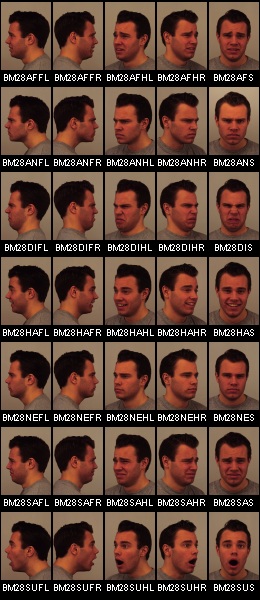 BM28AFFL BM28AFFR BM28AFHL BM28AFHR BM28AFS
BM28ANFL BM28ANFR BM28ANHL BM28ANHR BM28ANS
BM28DIFL BM28DIFR BM28DIHL BM28DIHR BM28DIS
BM28HAFL BM28HAFR BM28HAHL BM28HAHR BM28HAS
BM28NEFL BM28NEFR BM28NEHL BM28NEHR BM28NES
BM28SAFL BM28SAFR BM28SAHL BM28SAHR BM28SAS
BM28SUFL BM28SUFR BM28SUHL BM28SUHR BM28SUS